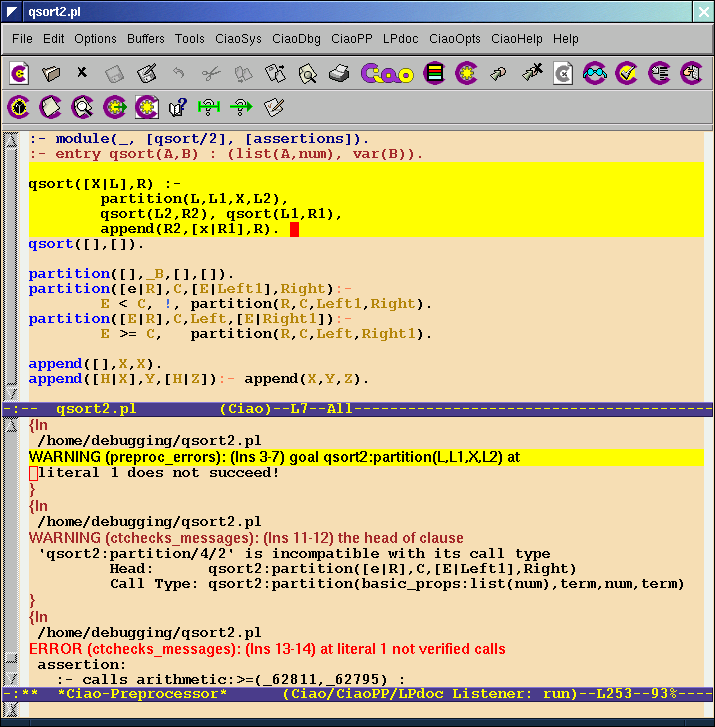 qsort2.pl
File Edit Options Buffers Tools CiaoSys CiaoDbg CiaoPP LPdoc CiaoOpts CiaoHelp Help
Ciao
:- module(_, [qsort/2], [assertions]).
:- entry qsort(A,B) : (list(A,num), var(B)).
qsort([X|L],R) :-
partition(L,L1,X,L2),
qsort(L2,R2), qsort(L1,R1),
append(R2,[x|R1],R).
qsort([],[]).
partition([],_B,[],[]).
partition([e|R],C,[E|Left1],Right):-
E < C, !, partition(R,C,Left1,Right).
partition([E|R],C,Left,[E|Right1]):-
E >= C,   partition(R,C,Left,Right1).
append([],X,X).
append([H|X],Y,[H|Z]):- append(X,Y,Z).
-:--  qsort2.pl         (Ciao)--L7--All----------------------------------------
{In
/home/debugging/qsort2.pl
WARNING (preproc_errors): (lns 3-7) goal qsort2:partition(L,L1,X,L2) at
literal 1 does not succeed!
}
{In
/home/debugging/qsort2.pl
WARNING (ctchecks_messages): (lns 11-12) the head of clause
'qsort2:partition/4/2' is incompatible with its call type
Head:      qsort2:partition([e|R],C,[E|Left1],Right)
Call Type: qsort2:partition(basic_props:list(num),term,num,term)
}
{In
/home/debugging/qsort2.pl
ERROR (ctchecks_messages): (lns 13-14) at literal 1 not verified calls
assertion:
:- calls arithmetic:>=(_62811,_62795) :
-:**  *Ciao-Preprocessor*      (Ciao/CiaoPP/LPdoc Listener: run)--L253--93%----